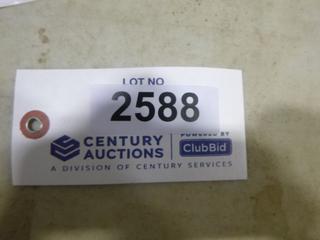 LOT NO
2588
CENTURY AUCTIONS
POWERED BY
ClubBid
A DIVISION OF CENTURY SERVICES